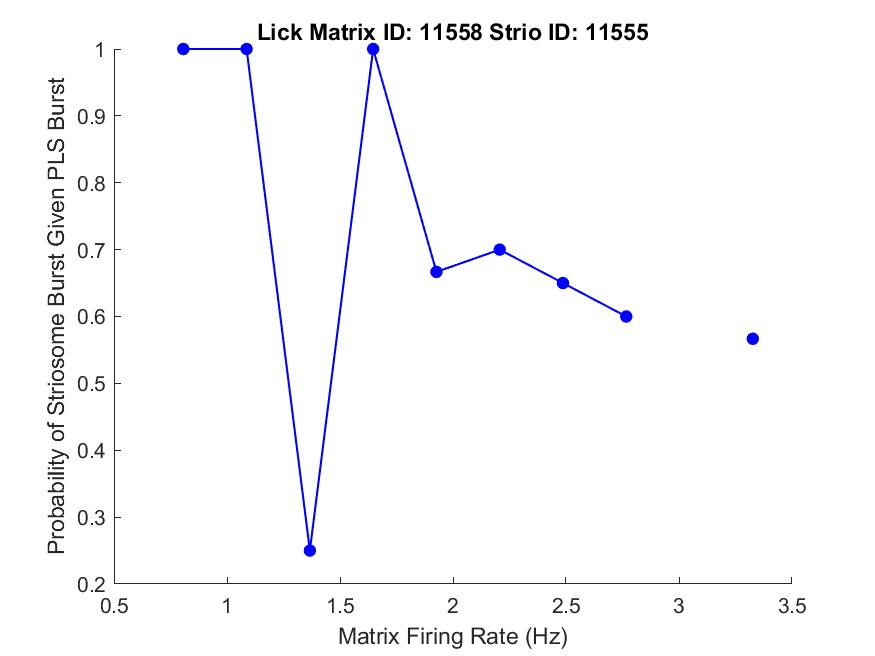 Lick Matrix ID: 11558 Strio ID: 11555
Probability of Striosome Burst Given PLS Burst
1
0.9
0.8
0.7
0.6
0.5
0.4
0.3
0.2
0.5 1 1.5 2 2.5 3 3.5
Matrix Firing Rate (Hz)